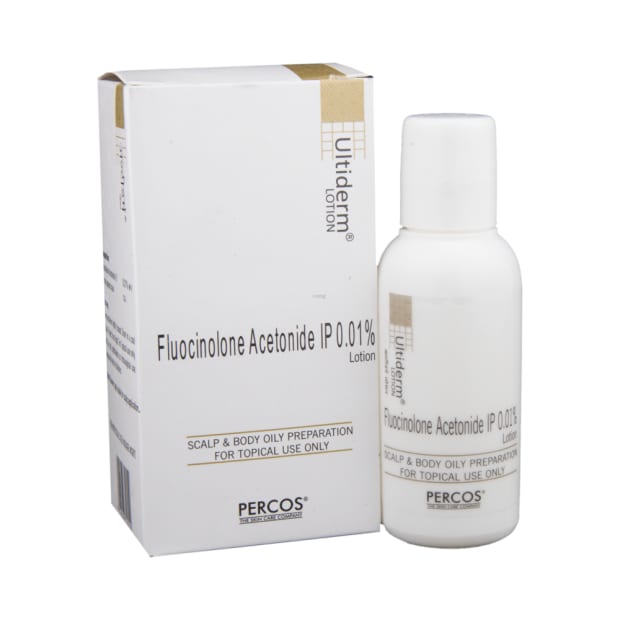 Ultiderm®
LOTION
Fluocinolone Acetonide IP 0.01%
Lotion
SCALP & BODY OILY PREPARATION
FOR TOPICAL USE ONLY
PERCOS®
THE SKIN CARE COMPANY
Ultiderm®
LOTION
Fluocinolone Acetonide IP 0.01%
Lotion
SCALP & BODY OILY PREPARATION
FOR TOPICAL USE ONLY
PERCOS®
THE SKIN CARE COMPANY